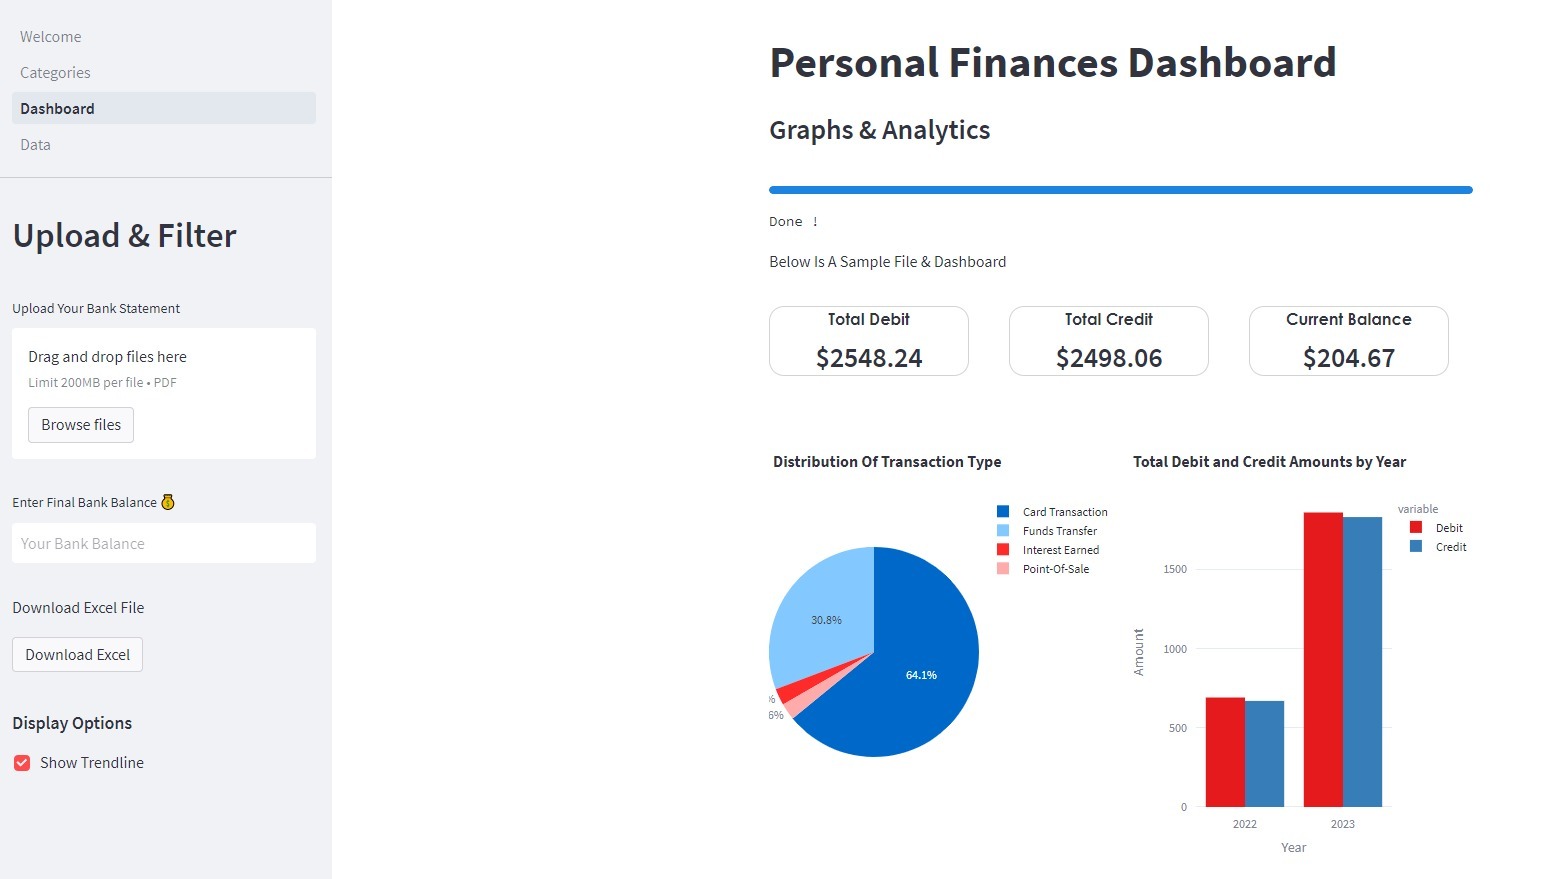 Welcome
Categories
Dashboard
Data
Upload & Filter
Upload Your Bank Statement
Drag and drop files here
Limit 200MB per file • PDF
Browse files
Enter Final Bank Balance 💰
Your Bank Balance
Download Excel File
Download Excel
Display Options
Show Trendline
Personal Finances Dashboard
Graphs & Analytics
Done !
Below Is A Sample File & Dashboard
Total Debit
$2548.24
Total Credit
$2498.06
Current Balance
$204.67
Distribution Of Transaction Type
Card Transaction
Funds Transfer
Interest Earned
Point-Of-Sale
30.8%
64.1%
%
6%
Total Debit and Credit Amounts by Year
variable
Debit
Credit
1500
1000
500
0
Amount
2022
2023
Year